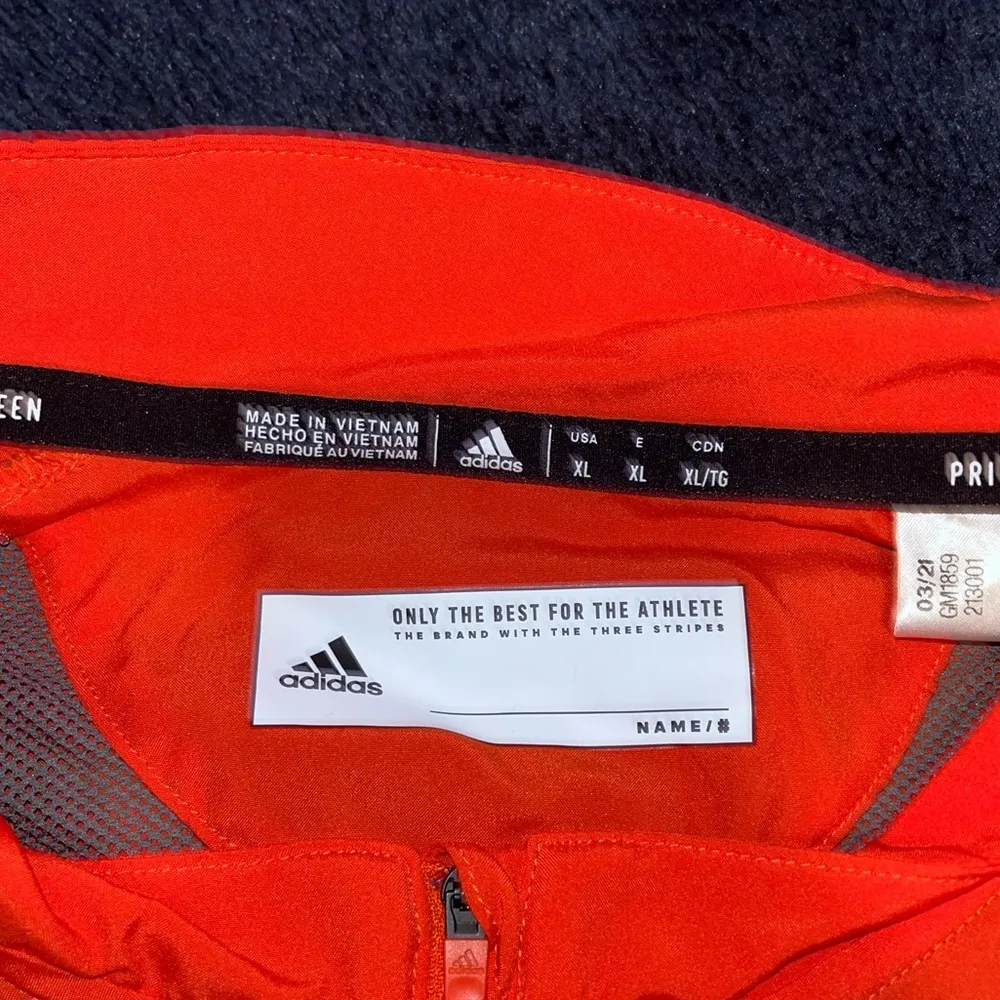 EEN
MADE IN VIETNAM
HECHO EN VIETNAM
FABRIQUÉ AU VIETNAM
adidas
USA E CDN
XL XL XL/TG
PRI
03/21
GM1859
213001
ONLY THE BEST FOR THE ATHLETE
THE BRAND WITH THE THREE STRIPES
adidas
NAME/#